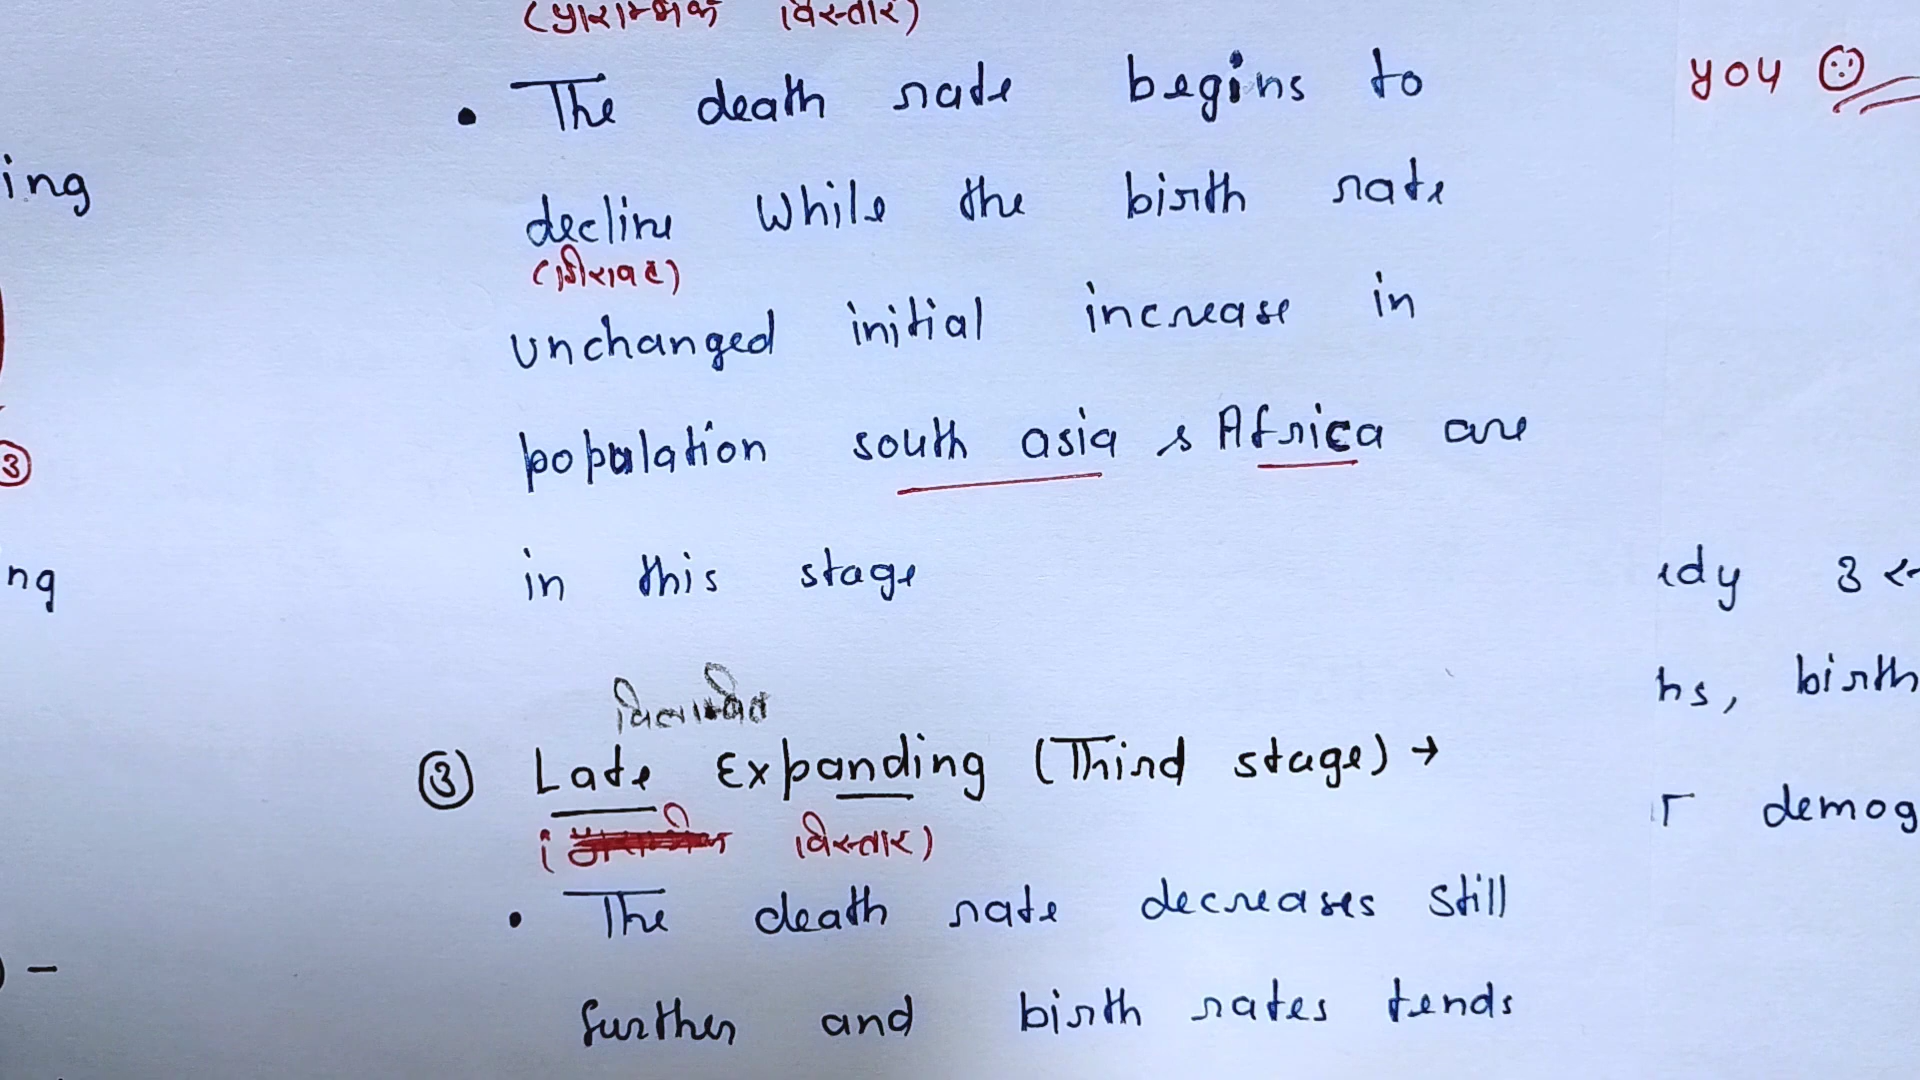 (प्रारम्भिक विस्तार)
• The death rate begins to
decline while the birth rate
(गिरावट)
unchanged initial increase in
population south asia & Africa are
in this stage
विलम्बित
③ Late Expanding (Third stage) →
( विस्तार)
• The death rate decreases still
further and birth rates tends
ing
③
ng
) –
you
dy 3
hs, birth
r demog